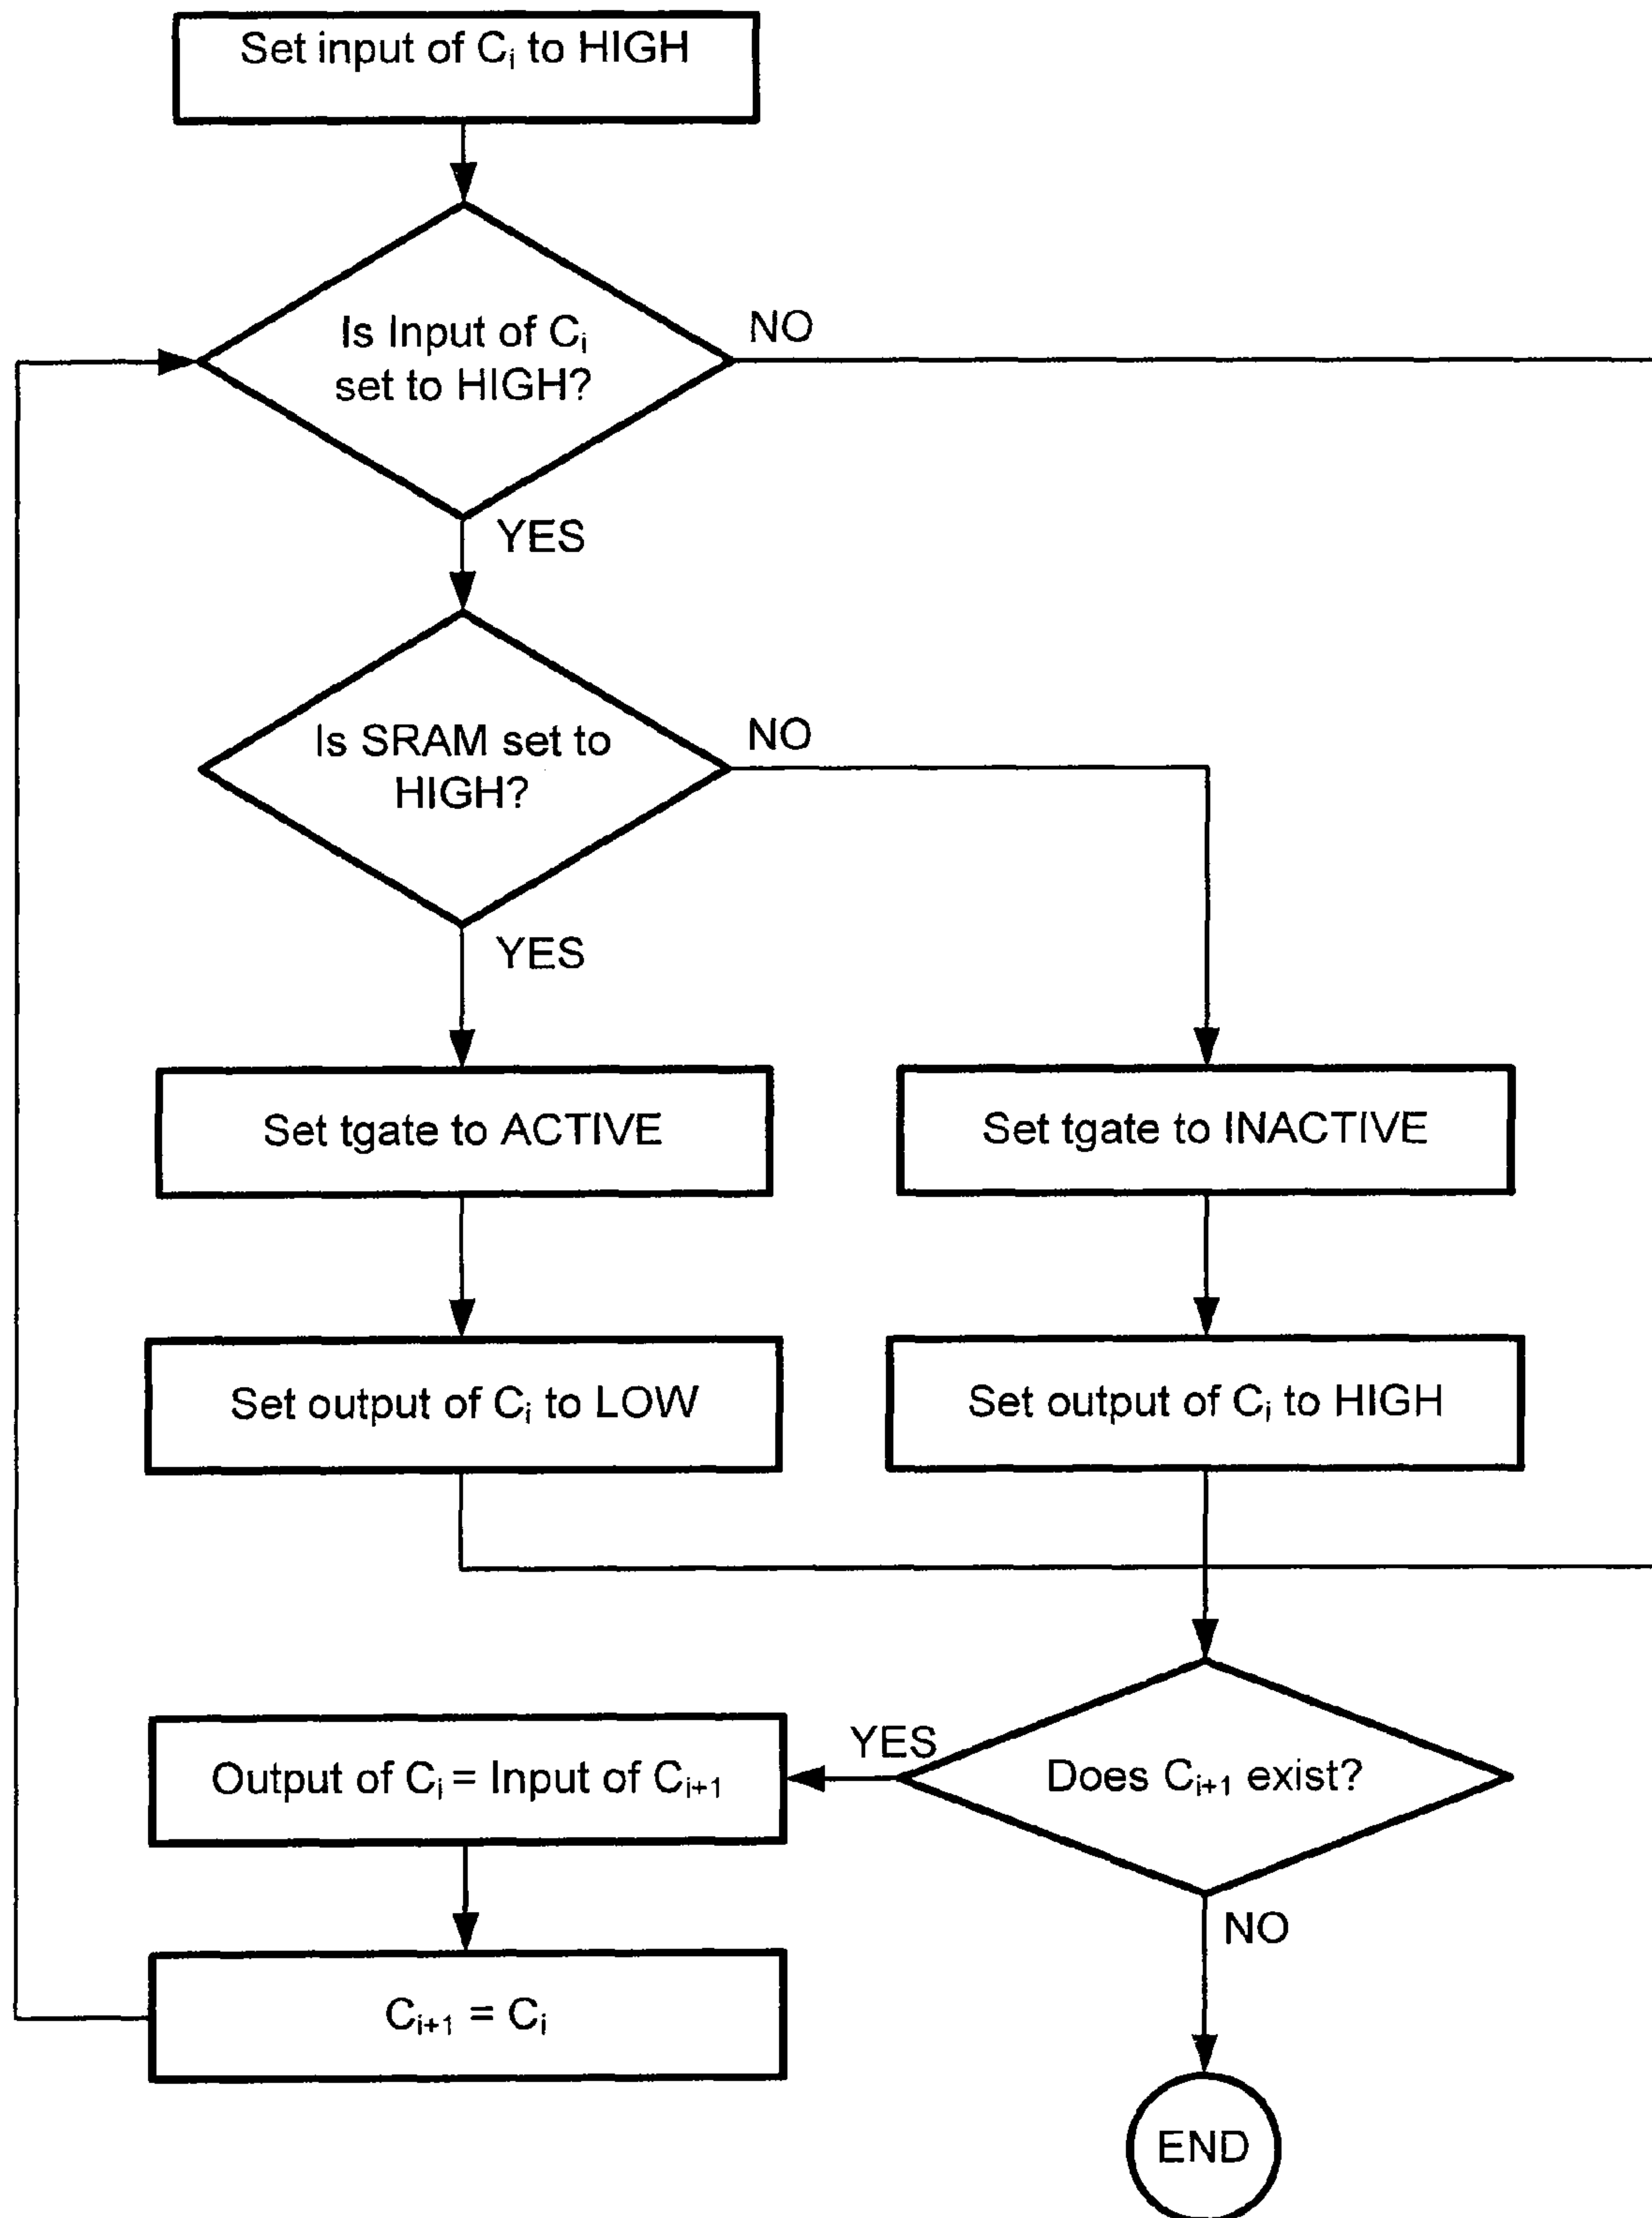 Set input of Cᵢ to HIGH
Is Input of Cᵢ
set to HIGH?
NO
YES
Is SRAM set to
HIGH?
NO
YES
Set tgate to ACTIVE
Set tgate to INACTIVE
Set output of Cᵢ to LOW
Set output of Cᵢ to HIGH
Does Cᵢ₊₁ exist?
YES
Output of Cᵢ = Input of Cᵢ₊₁
NO
Cᵢ₊₁ = Cᵢ
END